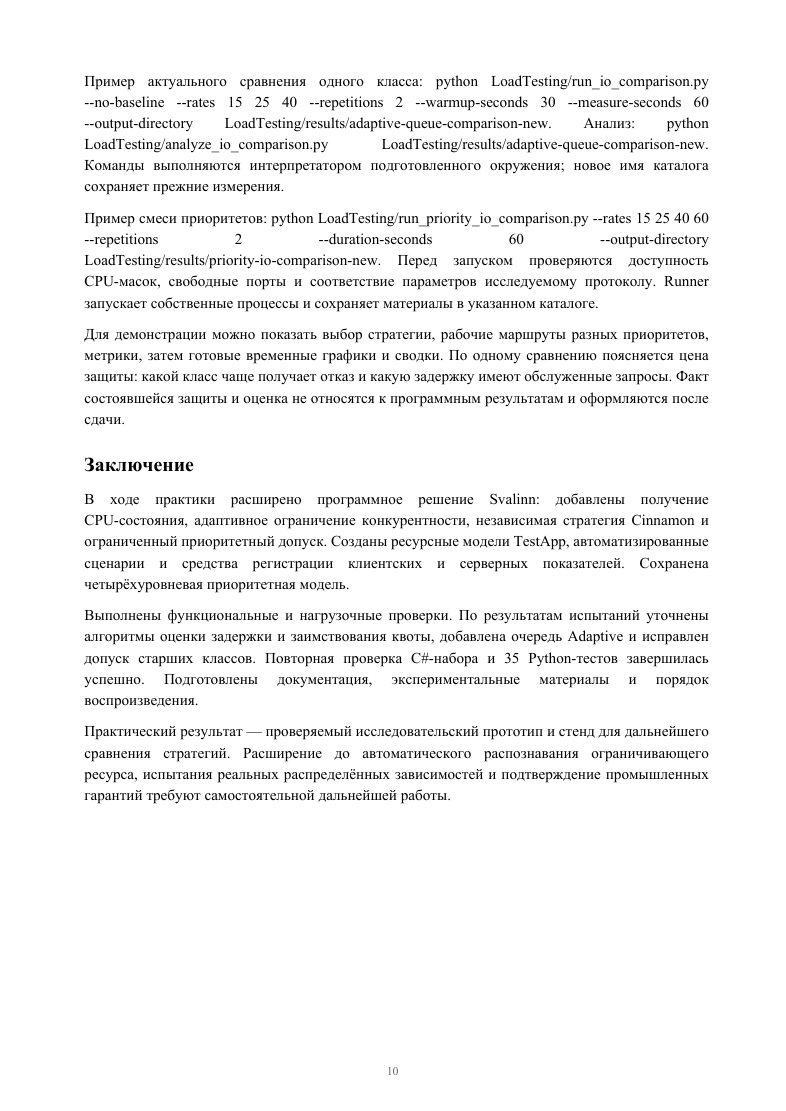 Пример актуального сравнения одного класса: python LoadTesting/run_io_comparison.py
--no-baseline --rates 15 25 40 --repetitions 2 --warmup-seconds 30 --measure-seconds 60
--output-directory LoadTesting/results/adaptive-queue-comparison-new. Анализ: python
LoadTesting/analyze_io_comparison.py LoadTesting/results/adaptive-queue-comparison-new.
Команды выполняются интерпретатором подготовленного окружения; новое имя каталога
сохраняет прежние измерения.
Пример смеси приоритетов: python LoadTesting/run_priority_io_comparison.py --rates 15 25 40 60
--repetitions 2 --duration-seconds 60 --output-directory
LoadTesting/results/priority-io-comparison-new. Перед запуском проверяются доступность
CPU-масок, свободные порты и соответствие параметров исследуемому протоколу. Runner
запускает собственные процессы и сохраняет материалы в указанном каталоге.
Для демонстрации можно показать выбор стратегии, рабочие маршруты разных приоритетов,
метрики, затем готовые временные графики и сводки. По одному сравнению поясняется цена
защиты: какой класс чаще получает отказ и какую задержку имеют обслуженные запросы. Факт
состоявшейся защиты и оценка не относятся к программным результатам и оформляются после
сдачи.
Заключение
В ходе практики расширено программное решение Svalinn: добавлены получение
CPU-состояния, адаптивное ограничение конкурентности, независимая стратегия Cinnamon и
ограниченный приоритетный допуск. Созданы ресурсные модели TestApp, автоматизированные
сценарии и средства регистрации клиентских и серверных показателей. Сохранена
четырёхуровневая приоритетная модель.
Выполнены функциональные и нагрузочные проверки. По результатам испытаний уточнены
алгоритмы оценки задержки и заимствования квоты, добавлена очередь Adaptive и исправлен
допуск старших классов. Повторная проверка C#-набора и 35 Python-тестов завершилась
успешно. Подготовлены документация, экспериментальные материалы и порядок
воспроизведения.
Практический результат — проверяемый исследовательский прототип и стенд для дальнейшего
сравнения стратегий. Расширение до автоматического распознавания ограничивающего
ресурса, испытания реальных распределённых зависимостей и подтверждение промышленных
гарантий требуют самостоятельной дальнейшей работы.
10